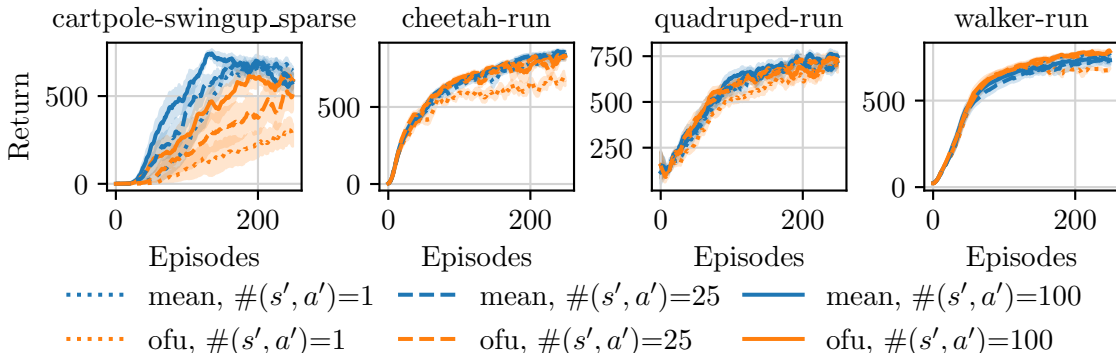 cartpole-swingup_sparse cheetah-run quadruped-run walker-run
Return
500
0
0 200
Episodes
500
0
0 200
Episodes
750
500
250
0 200
Episodes
500
0
0 200
Episodes
mean, #(s′, a′)=1 mean, #(s′, a′)=25 mean, #(s′, a′)=100
ofu, #(s′, a′)=1 ofu, #(s′, a′)=25 ofu, #(s′, a′)=100